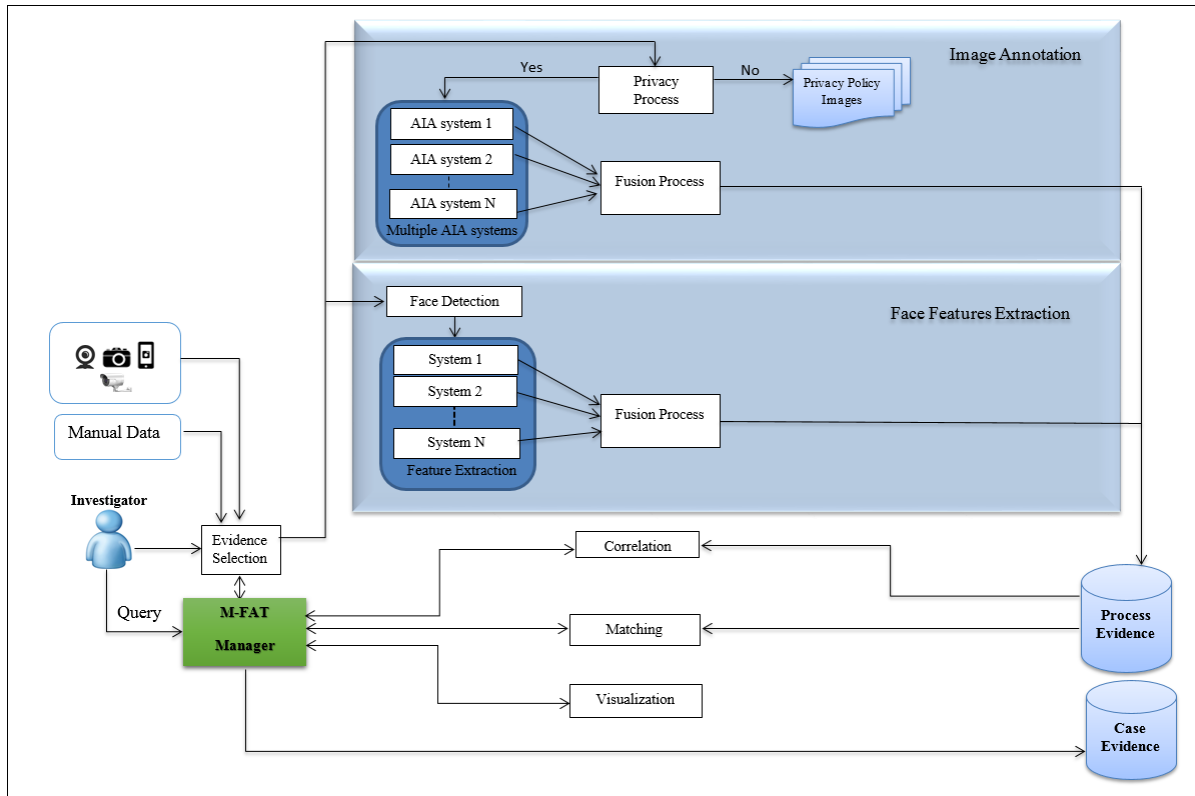 Image Annotation
Yes
Privacy
Process
No
Privacy Policy
Images
AIA system 1
AIA system 2
AIA system N
Multiple AIA systems
Fusion Process
Face Detection
Face Features Extraction
System 1
System 2
System N
Feature Extraction
Fusion Process
Manual Data
Investigator
Evidence
Selection
Query
M-FAT
Manager
Correlation
Matching
Visualization
Process
Evidence
Case
Evidence